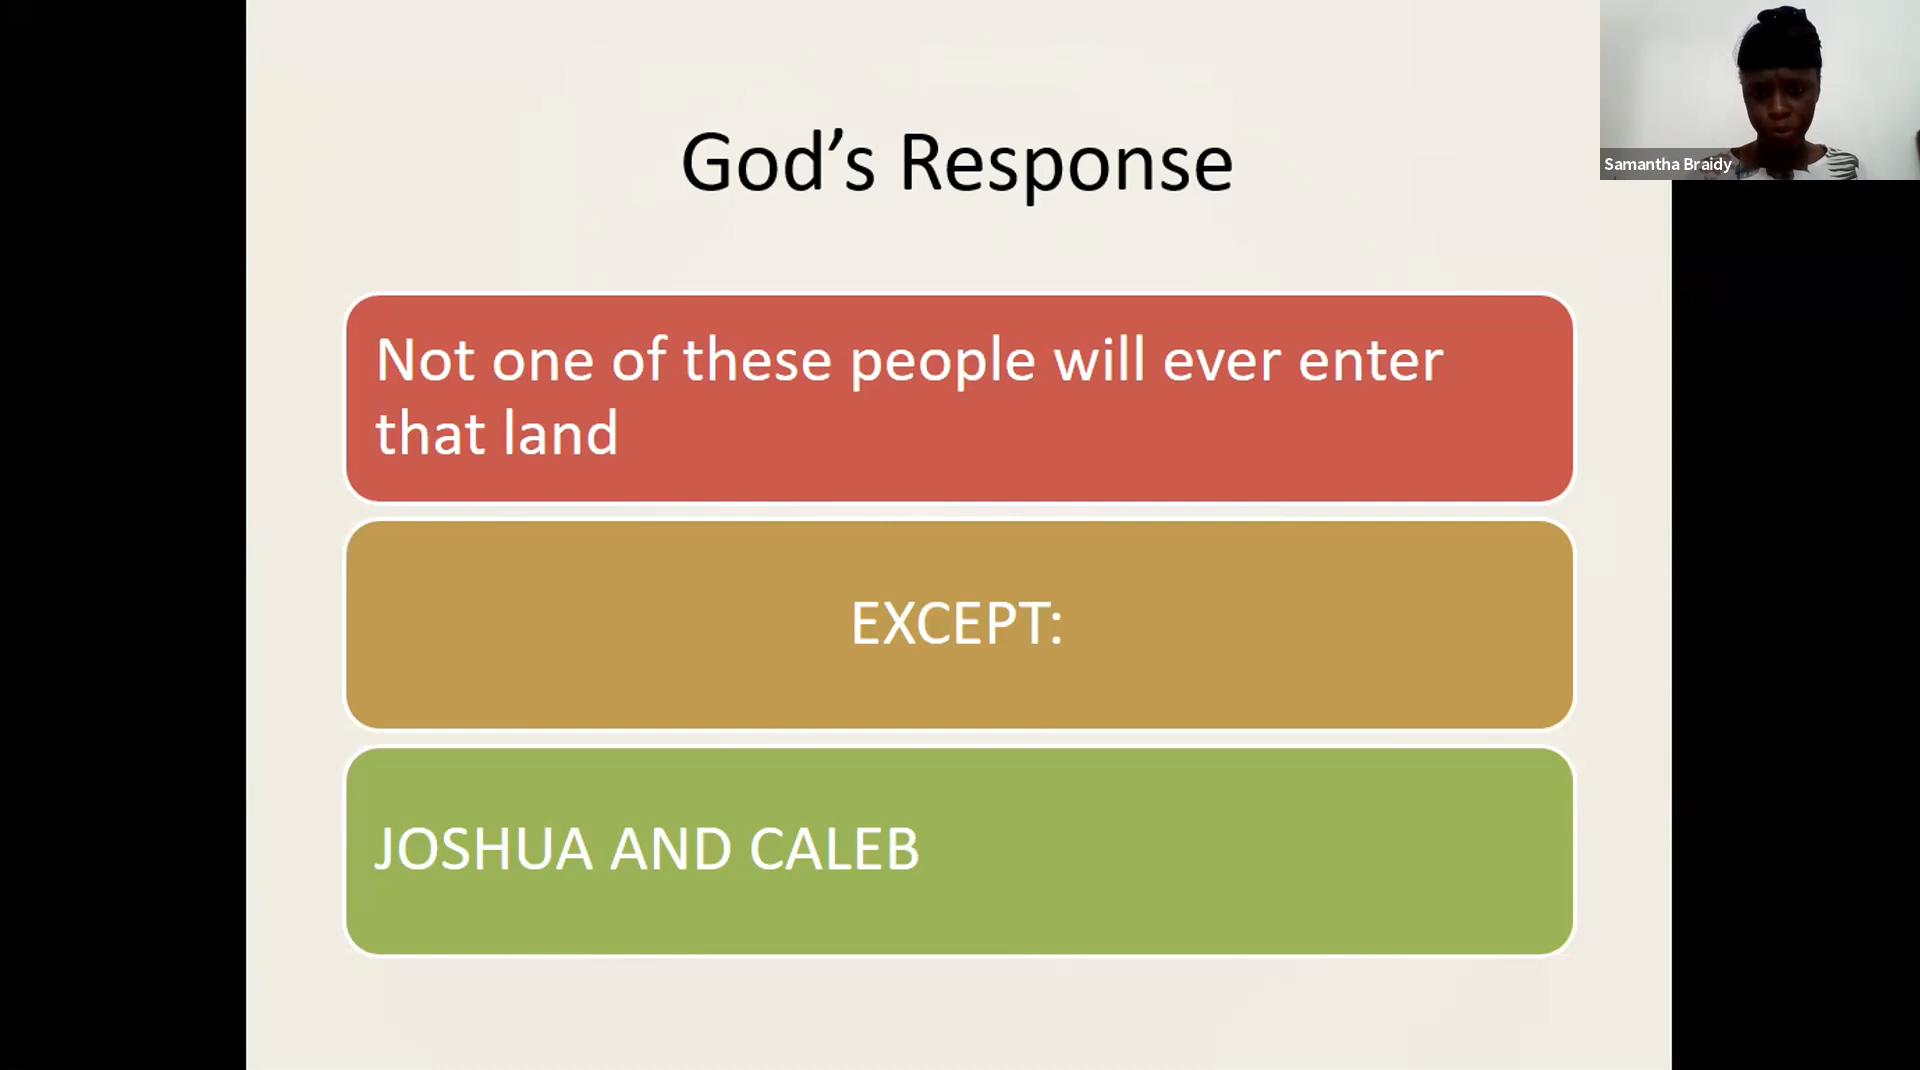 God’s Response
Samantha Braidy
Not one of these people will ever enter
that land
EXCEPT:
JOSHUA AND CALEB